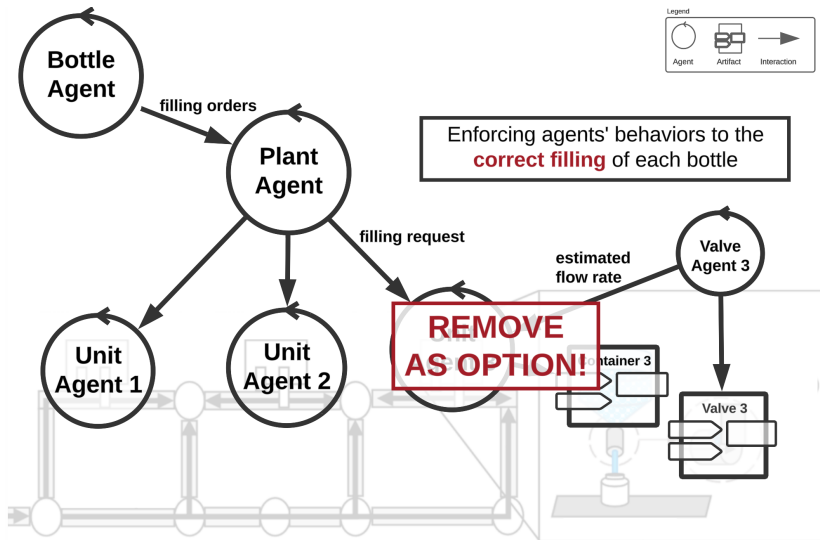 Legend
Agent
Artifact
Interaction
Bottle
Agent
filling orders
Plant
Agent
Enforcing agents' behaviors to the
correct filling of each bottle
filling request
estimated
flow rate
Valve
Agent 3
Unit
Agent 1
Unit
Agent 2
REMOVE
AS OPTION!
ontainer 3
Valve 3